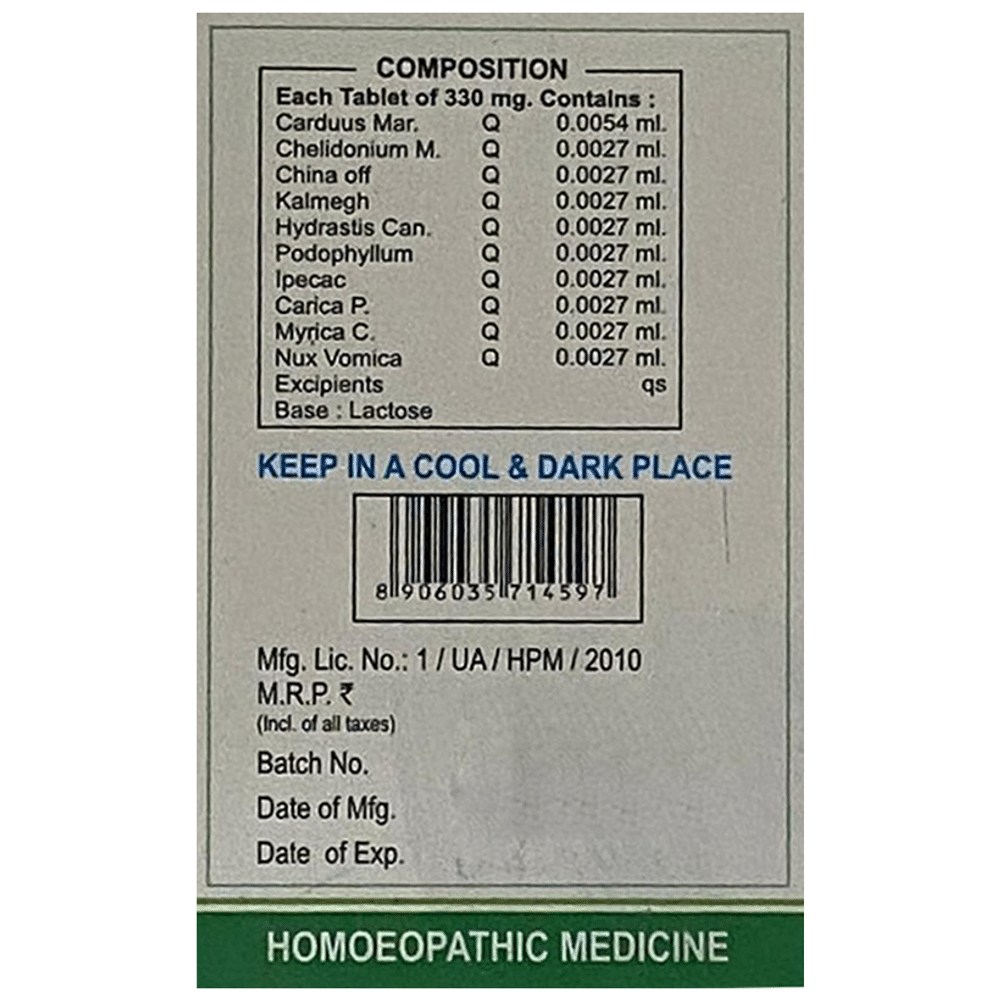 COMPOSITION
Each Tablet of 330 mg. Contains :
Carduus Mar. Q 0.0054 ml.
Chelidonium M. Q 0.0027 ml.
China off Q 0.0027 ml.
Kalmegh Q 0.0027 ml.
Hydrastis Can. Q 0.0027 ml.
Podophyllum Q 0.0027 ml.
Ipecac Q 0.0027 ml.
Carica P. Q 0.0027 ml.
Myrica C. Q 0.0027 ml.
Nux Vomica Q 0.0027 ml.
Excipients qs
Base : Lactose
KEEP IN A COOL & DARK PLACE
8 906035 714597
Mfg. Lic. No.: 1 / UA / HPM / 2010
M.R.P. ₹
(Incl. of all taxes)
Batch No.
Date of Mfg.
Date of Exp.
HOMOEOPATHIC MEDICINE